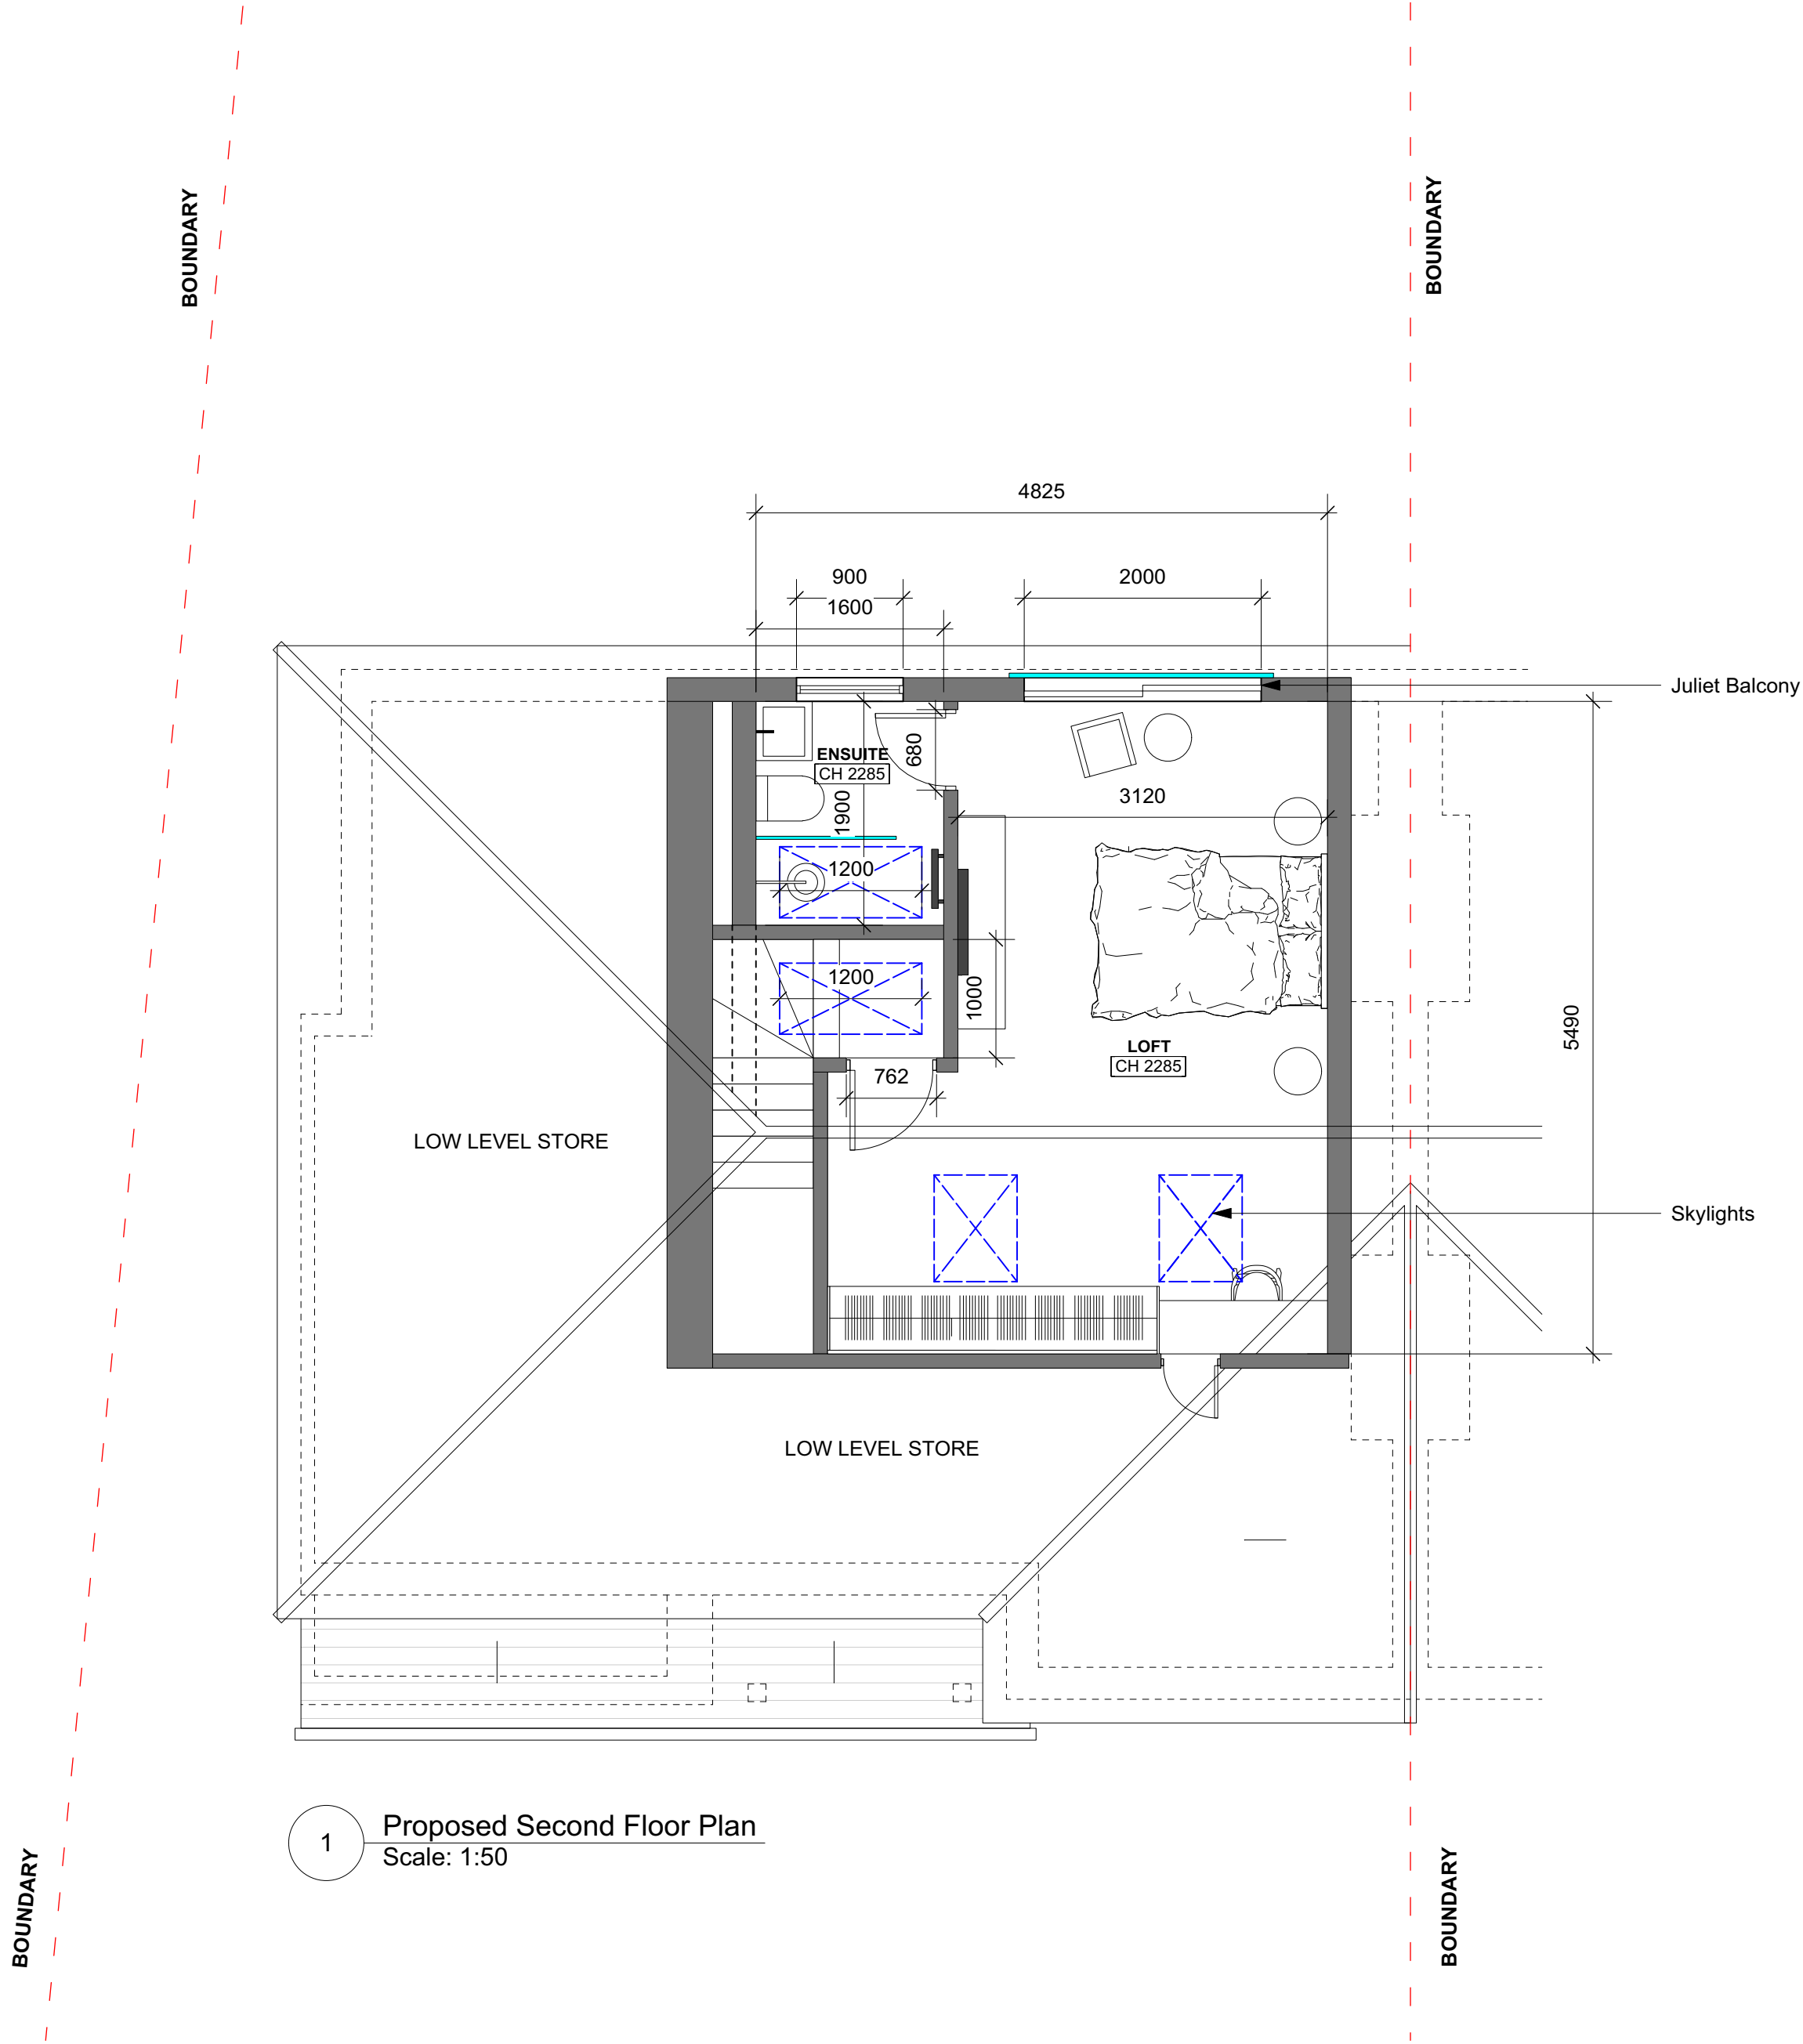 BOUNDARY
BOUNDARY
4825
900
2000
1600
Juliet Balcony
680
ENSUITE
CH 2285
1900
3120
1200
1200
1000
5490
LOFT
CH 2285
762
LOW LEVEL STORE
Skylights
LOW LEVEL STORE
1
Proposed Second Floor Plan
Scale: 1:50
BOUNDARY
BOUNDARY